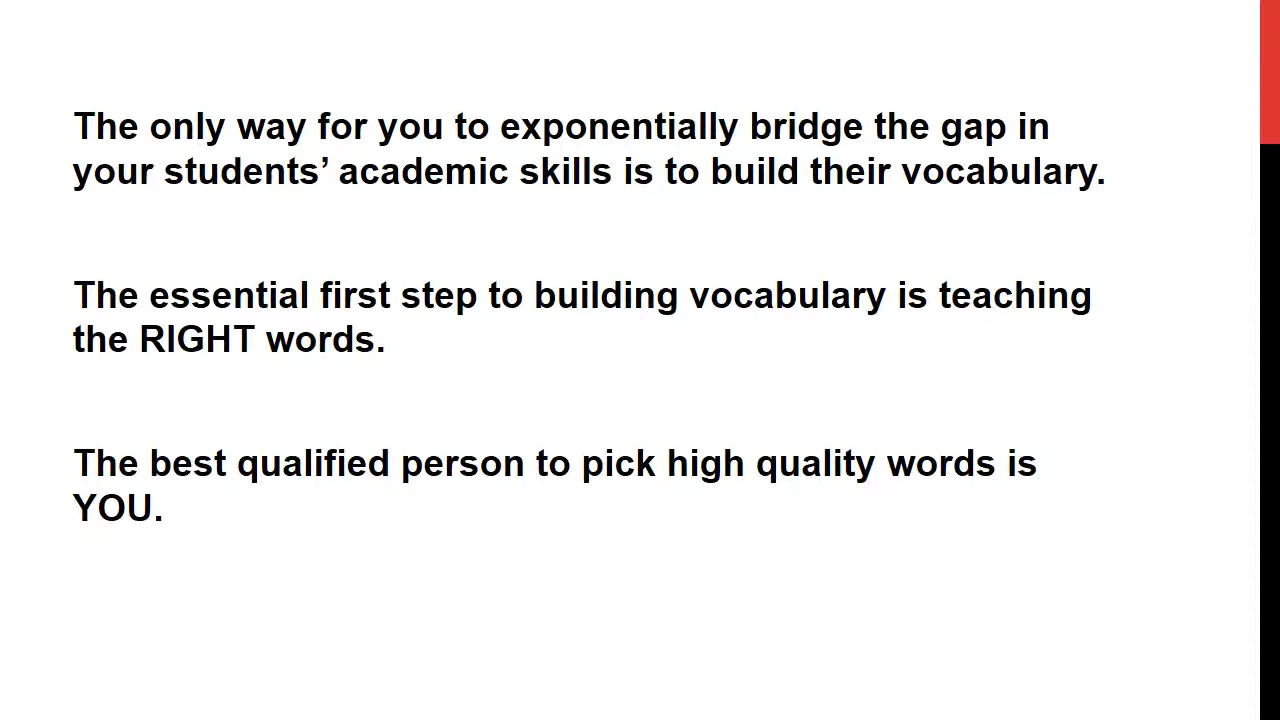 The only way for you to exponentially bridge the gap in
your students’ academic skills is to build their vocabulary.
The essential first step to building vocabulary is teaching
the RIGHT words.
The best qualified person to pick high quality words is
YOU.